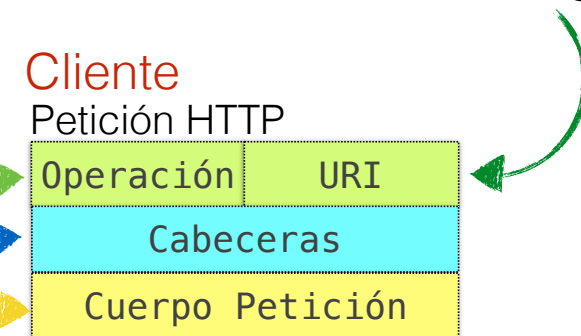 Cliente
Petición HTTP
Operación URI
Cabeceras
Cuerpo Petición